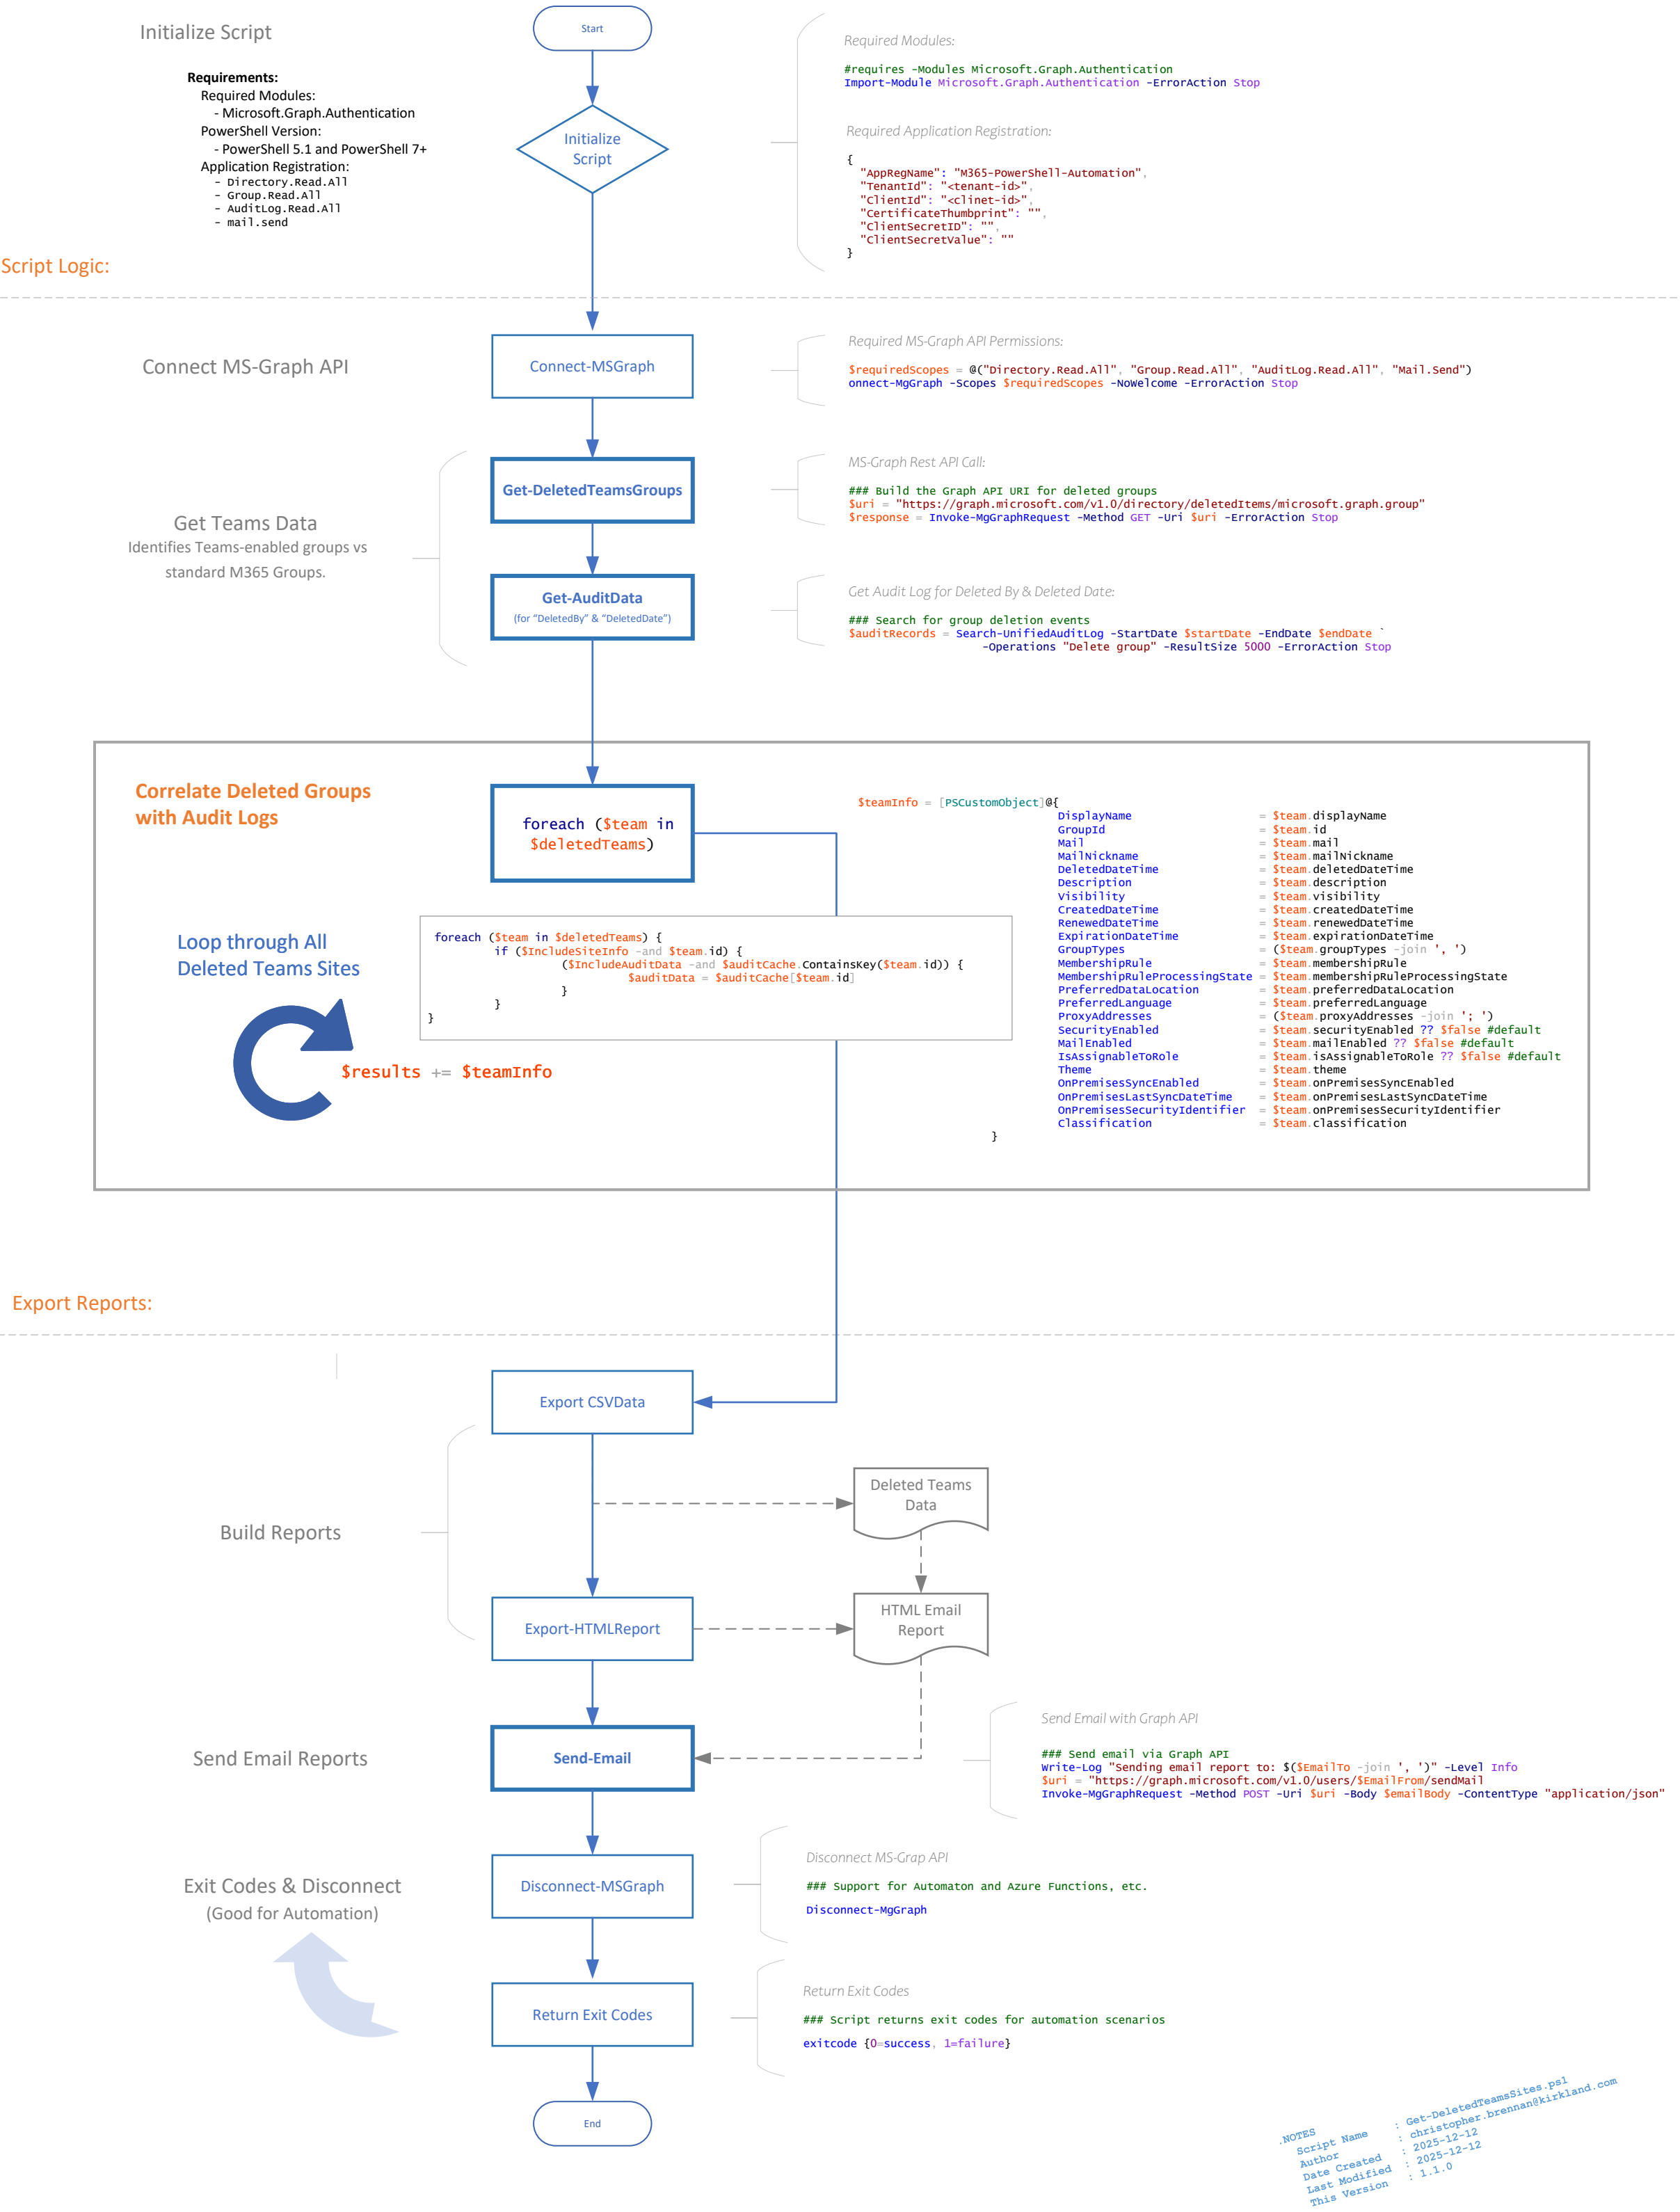 Initialize Script
Requirements:
Required Modules:
- Microsoft.Graph.Authentication
PowerShell Version:
- PowerShell 5.1 and PowerShell 7+
Application Registration:
- Directory.Read.All
- Group.Read.All
- AuditLog.Read.All
- mail.send
Start
Initialize
Script
Required Modules:
#requires -Modules Microsoft.Graph.Authentication
Import-Module Microsoft.Graph.Authentication -ErrorAction Stop
Required Application Registration:
{
"AppRegName": "M365-PowerShell-Automation",
"TenantId": "<tenant-id>",
"ClientId": "<clinet-id>",
"CertificateThumbprint": "",
"ClientSecretID": "",
"ClientSecretValue": ""
}
Script Logic:
Connect MS-Graph API
Connect-MSGraph
Required MS-Graph API Permissions:
$requiredScopes = @("Directory.Read.All", "Group.Read.All", "AuditLog.Read.All", "Mail.Send")
onnect-MgGraph -Scopes $requiredScopes -NoWelcome -ErrorAction Stop
Get Teams Data
Identifies Teams-enabled groups vs
standard M365 Groups.
Get-DeletedTeamsGroups
MS-Graph Rest API Call:
### Build the Graph API URI for deleted groups
$uri = "https://graph.microsoft.com/v1.0/directory/deletedItems/microsoft.graph.group"
$response = Invoke-MgGraphRequest -Method GET -Uri $uri -ErrorAction Stop
Get-AuditData
(for “DeletedBy” & “DeletedDate”)
Get Audit Log for Deleted By & Deleted Date:
### Search for group deletion events
$auditRecords = Search-UnifiedAuditLog -StartDate $startDate -EndDate $endDate `
-Operations "Delete group" -ResultSize 5000 -ErrorAction Stop
Correlate Deleted Groups
with Audit Logs
foreach ($team in
$deletedTeams)
Loop through All
Deleted Teams Sites
foreach ($team in $deletedTeams) {
if ($IncludeSiteInfo -and $team.id) {
($IncludeAuditData -and $auditCache.ContainsKey($team.id)) {
$auditData = $auditCache[$team.id]
}
}
}
$results += $teamInfo
$teamInfo = [PSCustomObject]@{
DisplayName = $team.displayName
GroupId = $team.id
Mail = $team.mail
MailNickname = $team.mailNickname
DeletedDateTime = $team.deletedDateTime
Description = $team.description
Visibility = $team.visibility
CreatedDateTime = $team.createdDateTime
RenewedDateTime = $team.renewedDateTime
ExpirationDateTime = $team.expirationDateTime
GroupTypes = ($team.groupTypes -join ', ')
MembershipRule = $team.membershipRule
MembershipRuleProcessingState = $team.membershipRuleProcessingState
PreferredDataLocation = $team.preferredDataLocation
PreferredLanguage = $team.preferredLanguage
ProxyAddresses = ($team.proxyAddresses -join '; ')
SecurityEnabled = $team.securityEnabled ?? $false #default
MailEnabled = $team.mailEnabled ?? $false #default
IsAssignableToRole = $team.isAssignableToRole ?? $false #default
Theme = $team.theme
OnPremisesSyncEnabled = $team.onPremisesSyncEnabled
OnPremisesLastSyncDateTime = $team.onPremisesLastSyncDateTime
OnPremisesSecurityIdentifier = $team.onPremisesSecurityIdentifier
Classification = $team.classification
}
Export Reports:
Export CSVData
Build Reports
Deleted Teams
Data
Export-HTMLReport
HTML Email
Report
Send Email Reports
Send-Email
Send Email with Graph API
### Send email via Graph API
Write-Log "Sending email report to: $($EmailTo -join ', ')" -Level Info
$uri = "https://graph.microsoft.com/v1.0/users/$EmailFrom/sendMail
Invoke-MgGraphRequest -Method POST -Uri $uri -Body $emailBody -ContentType "application/json"
Exit Codes & Disconnect
(Good for Automation)
Disconnect-MSGraph
Disconnect MS-Grap API
### Support for Automaton and Azure Functions, etc.
Disconnect-MgGraph
Return Exit Codes
Return Exit Codes
### Script returns exit codes for automation scenarios
exitcode {0=success, 1=failure}
End
.NOTES
Script Name : Get-DeletedTeamsSites.ps1
Author : christopher.brennan@kirkland.com
Date Created : 2025-12-12
Last Modified : 2025-12-12
This Version : 1.1.0